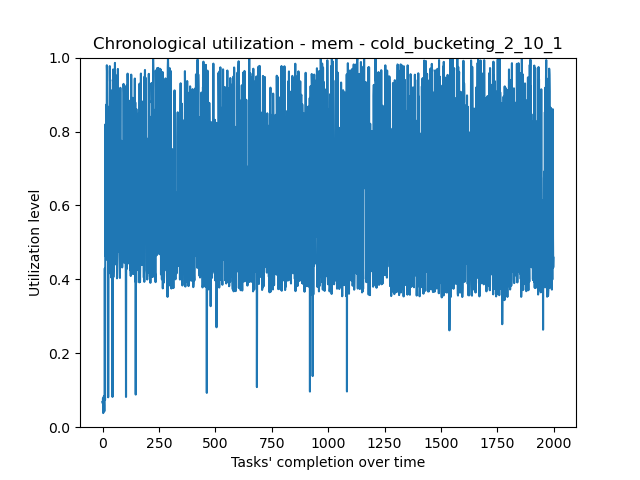 Chronological utilization - mem - cold_bucketing_2_10_1
1.0
0.8
0.6
0.4
0.2
0.0
Utilization level
0 250 500 750 1000 1250 1500 1750 2000
Tasks' completion over time